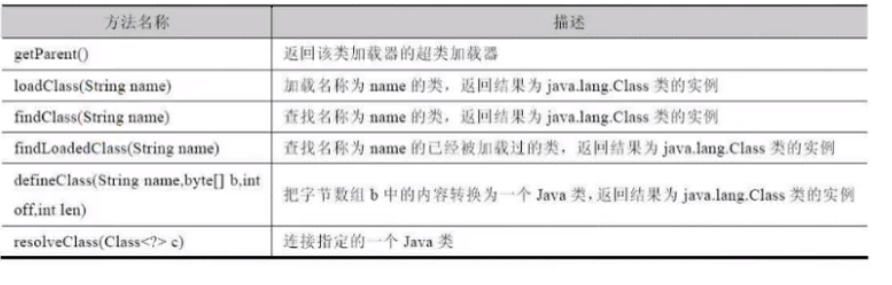 方法名称 描述
getParent() 返回该类加载器的超类加载器
loadClass(String name) 加载名称为 name 的类，返回结果为 java.lang.Class 类的实例
findClass(String name) 查找名称为 name 的类，返回结果为 java.lang.Class 类的实例
findLoadedClass(String name) 查找名称为 name 的已经被加载过的类，返回结果为 java.lang.Class 类的实例
defineClass(String name,byte[] b,int
off,int len) 把字节数组 b 中的内容转换为一个 Java 类，返回结果为 java.lang.Class 类的实例
resolveClass(Class<?> c) 连接指定的一个 Java 类